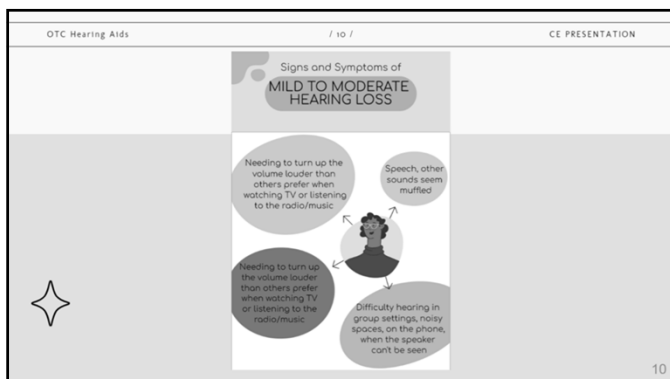 OTC Hearing Aids
/ 10 /
CE PRESENTATION
Signs and Symptoms of
MILD TO MODERATE
HEARING LOSS
Needing to turn up the
volume louder than
others prefer when
watching TV or listening
to the radio/music
Speech, other
sounds seem
muffled
Needing to turn up
the volume louder
than others prefer
when watching TV
or listening to the
radio/music
Difficulty hearing in
group settings, noisy
spaces, on the phone,
when the speaker
can't be seen
10